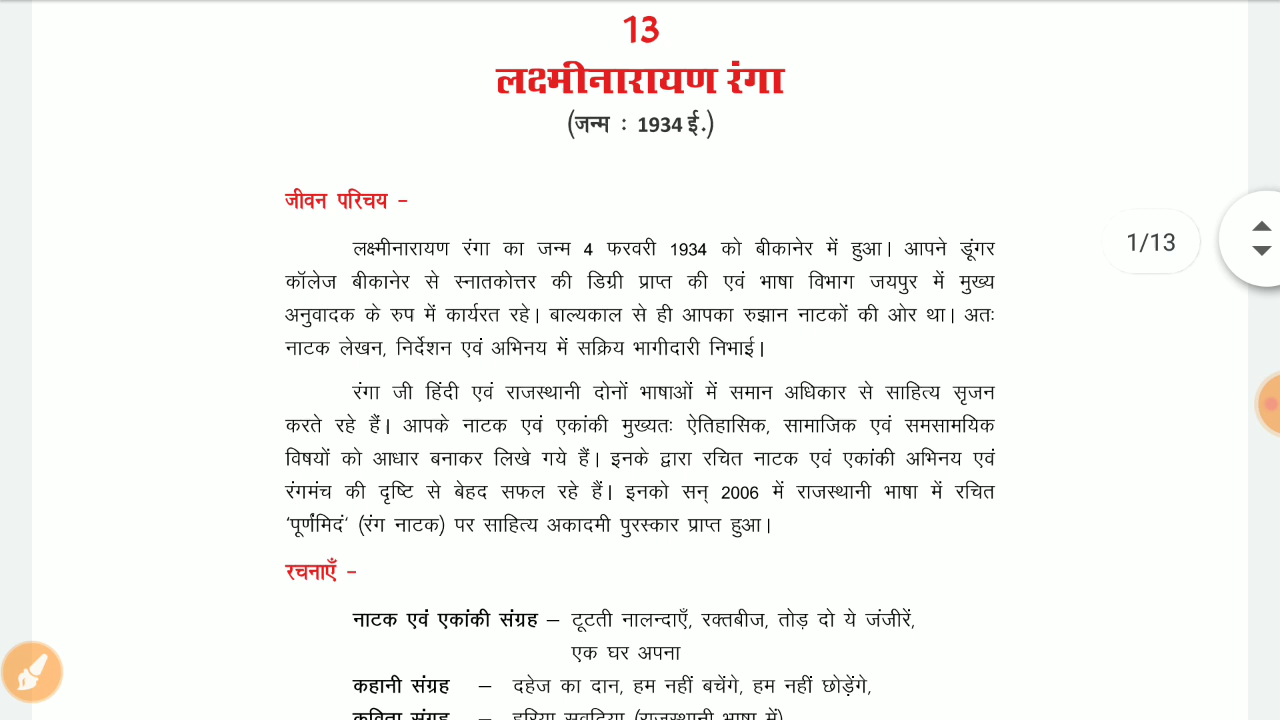 13
लक्ष्मीनारायण रंगा
(जन्म : 1934 ई.)
जीवन परिचय -
लक्ष्मीनारायण रंगा का जन्म 4 फरवरी 1934 को बीकानेर में हुआ। आपने डूंगर
कॉलेज बीकानेर से स्नातकोत्तर की डिग्री प्राप्त की एवं भाषा विभाग जयपुर में मुख्य
1/13
अनुवादक के रुप में कार्यरत रहे। बाल्यकाल से ही आपका रुझान नाटकों की ओर था। अतः
नाटक लेखन, निर्देशन एवं अभिनय में सक्रिय भागीदारी निभाई।
रंगा जी हिंदी एवं राजस्थानी दोनों भाषाओं में समान अधिकार से साहित्य सृजन
करते रहे हैं। आपके नाटक एवं एकांकी मुख्यतः ऐतिहासिक, सामाजिक एवं समसामयिक
विषयों को आधार बनाकर लिखे गये हैं। इनके द्वारा रचित नाटक एवं एकांकी अभिनय एवं
रंगमंच की दृष्टि से बेहद सफल रहे हैं। इनको सन् 2006 में राजस्थानी भाषा में रचित
'पूर्णंमिदं' (रंग नाटक) पर साहित्य अकादमी पुरस्कार प्राप्त हुआ।
रचनाएँ -
नाटक एवं एकांकी संग्रह – टूटती नालन्दाएँ, रक्तबीज, तोड़ दो ये जंजीरें,
एक घर अपना
कहानी संग्रह – दहेज का दान, हम नहीं बचेंगे, हम नहीं छोड़ेंगे,
कविता संग्रह – हरिया सूवटिया (राजस्थानी भाषा में)